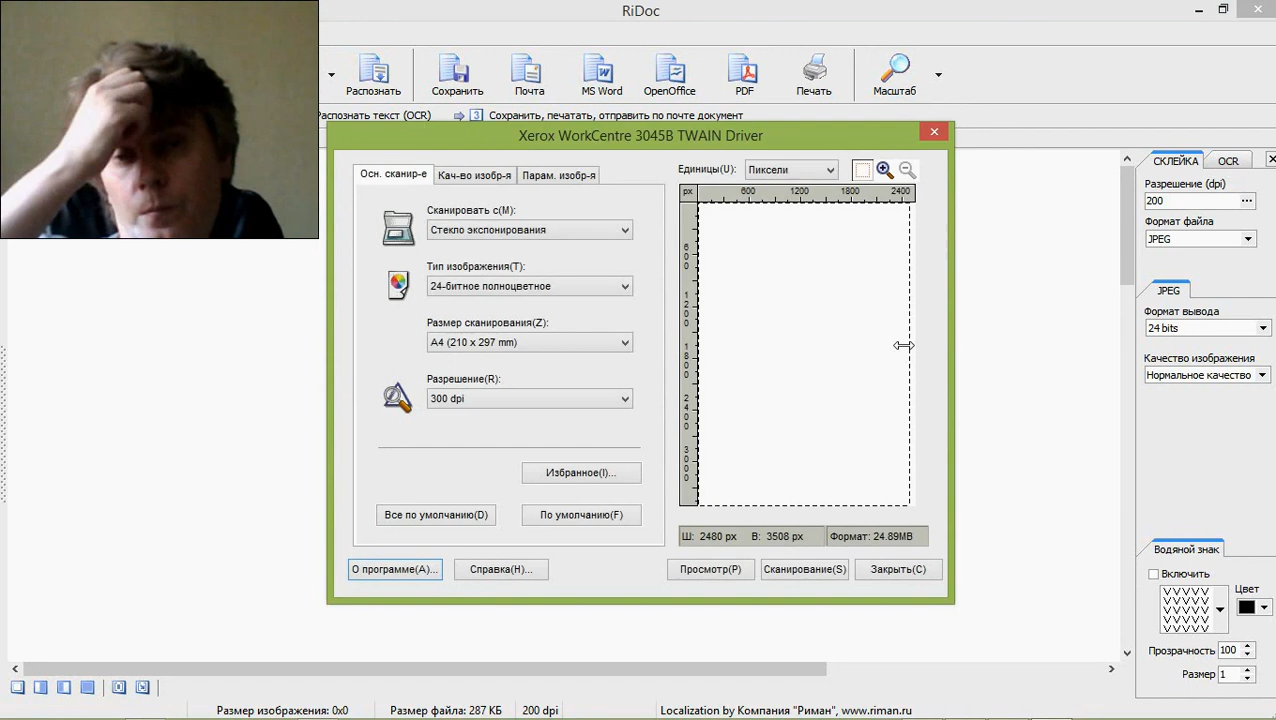 RiDoc
Распознать
Сохранить
Почта
MS Word
OpenOffice
PDF
Печать
Масштаб
Распознать текст (OCR)
3 Сохранить, печатать, отправить по почте документ
Xerox WorkCentre 3045B TWAIN Driver
Осн. сканир-е
Кач-во изобр-я
Парам. изобр-я
Сканировать с(M):
Стекло экспонирования
Тип изображения(T):
24-битное полноцветное
Размер сканирования(Z):
A4 (210 x 297 mm)
Разрешение(R):
300 dpi
Избранное(I)...
Все по умолчанию(D)
По умолчанию(F)
О программе(A)...
Справка(H)...
Единицы(U):
Пиксели
px 600 1200 1800 2400
600
1200
1800
2400
3000
Ш: 2480 px В: 3508 px Формат: 24.89MB
Просмотр(P)
Сканирование(S)
Закрыть(C)
СКЛЕЙКА
OCR
Разрешение (dpi)
200
Формат файла
JPEG
JPEG
Формат вывода
24 bits
Качество изображения
Нормальное качество
Водяной знак
Включить
Цвет
Прозрачность 100
Размер 1
Размер изображения: 0x0
Размер файла: 287 КБ
200 dpi
Localization by Компания "Риман", www.riman.ru